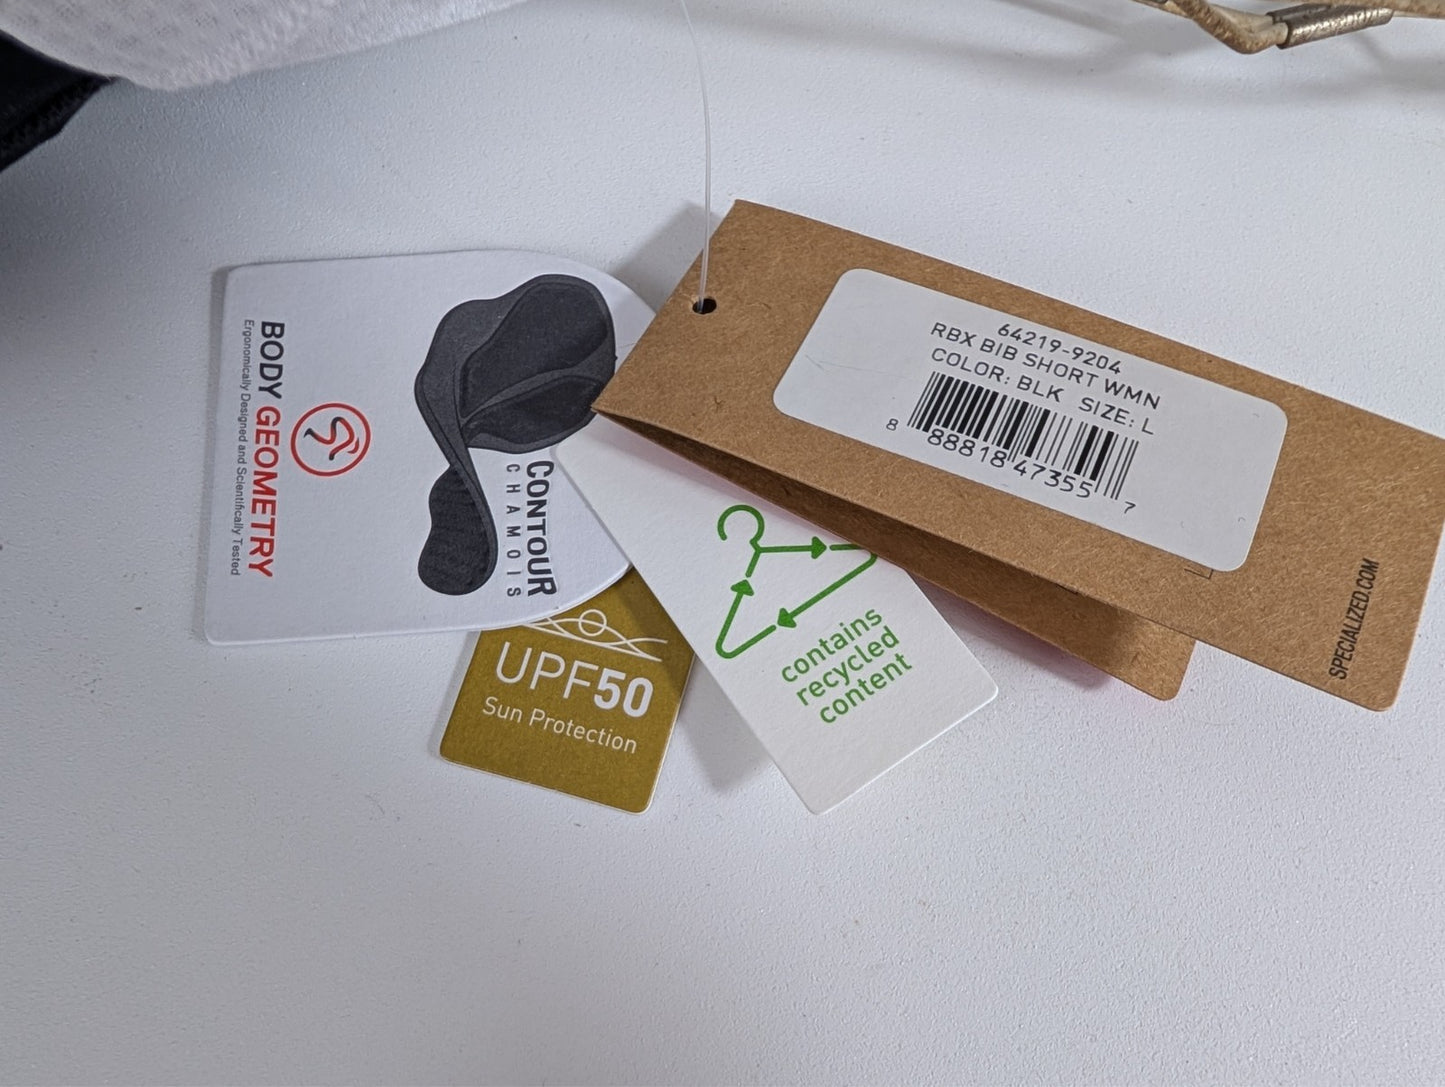 BODY GEOMETRY
Ergonomically Designed and Scientifically Tested
CONTOUR
CHAMOIS
UPF50
Sun Protection
contains
recycled
content
64219-9204
RBX BIB SHORT WMN
COLOR: BLK SIZE: L
8 88818 47355 7
SPECIALIZED.COM